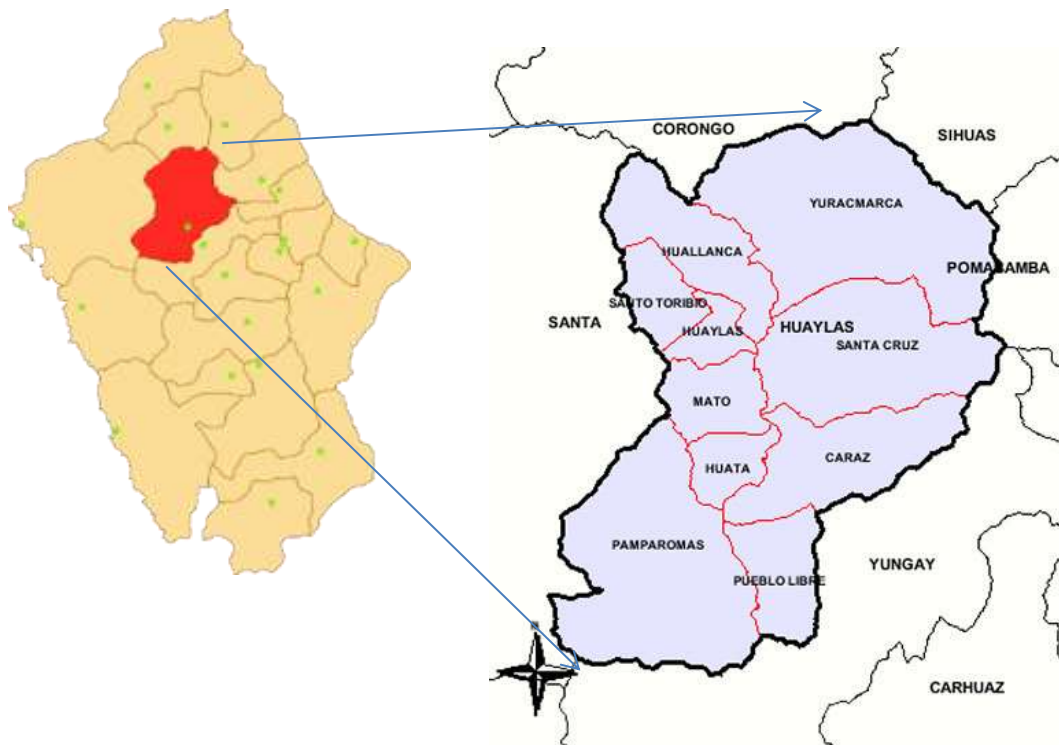 CORONGO
SIHUAS
YURACMARCA
HUALLANCA
POMABAMBA
SANTO TORIBIO
SANTA
HUAYLAS
HUAYLAS
SANTA CRUZ
MATO
CARAZ
HUATA
PAMPAROMAS
YUNGAY
PUEBLO LIBRE
CARHUAZ